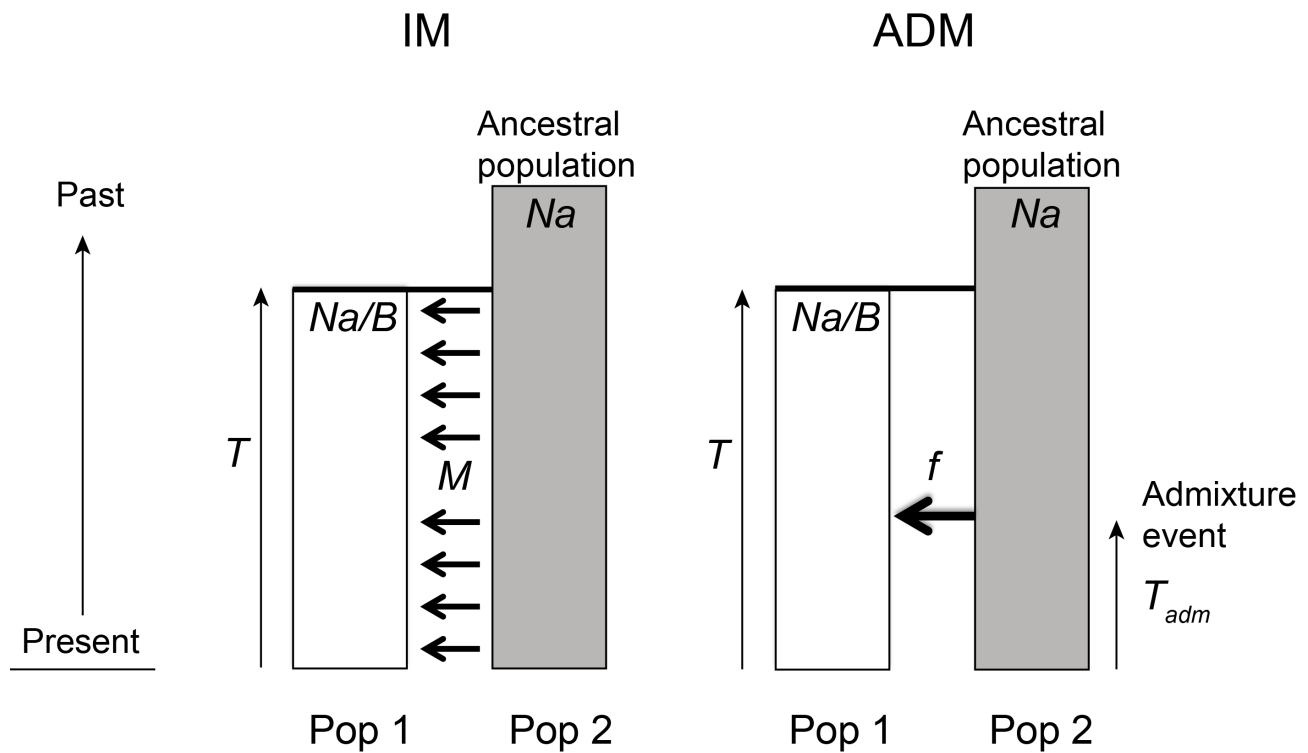 IM
ADM
Ancestral
population
Ancestral
population
Past
Na
Na
Na/B
Na/B
T
M
T
f
Admixture
event
Tadm
Present
Pop 1
Pop 2
Pop 1
Pop 2